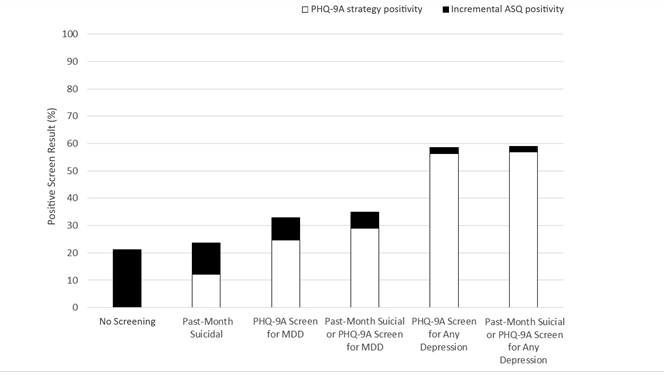 PHQ-9A strategy positivity Incremental ASQ positivity
100
90
80
70
60
50
40
30
20
10
0
Positive Screen Result (%)
No Screening
Past-Month
Suicidal
PHQ-9A Screen
for MDD
Past-Month Suicial
or PHQ-9A Screen
for MDD
PHQ-9A Screen
for Any
Depression
Past-Month Suicial
or PHQ-9A Screen
for Any
Depression